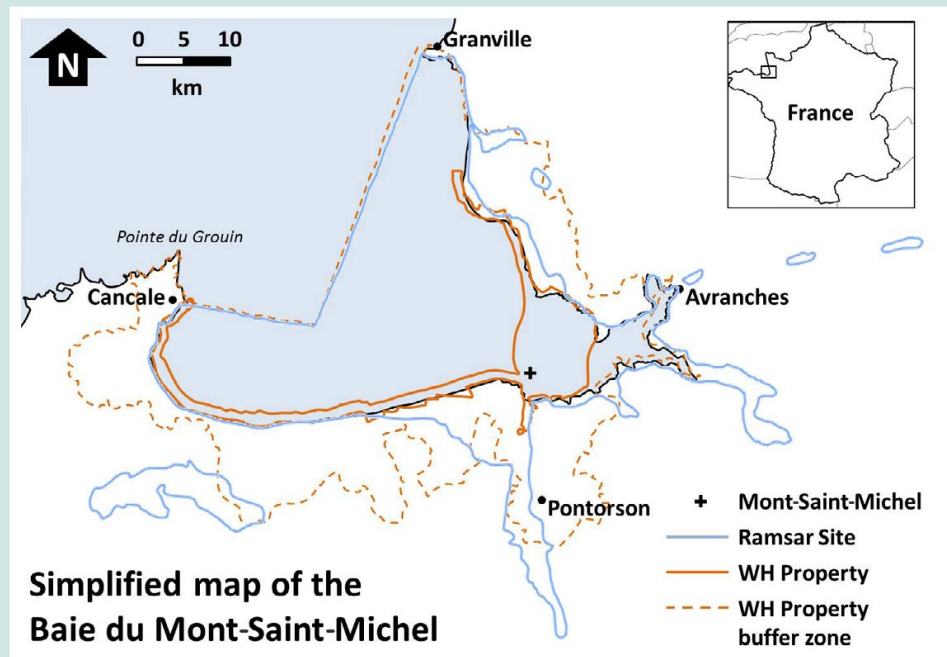 N
0 5 10
km
Granville
France
Pointe du Grouin
Cancale
Avranches
Pontorson
Mont-Saint-Michel
Ramsar Site
WH Property
WH Property
buffer zone
Simplified map of the
Baie du Mont-Saint-Michel